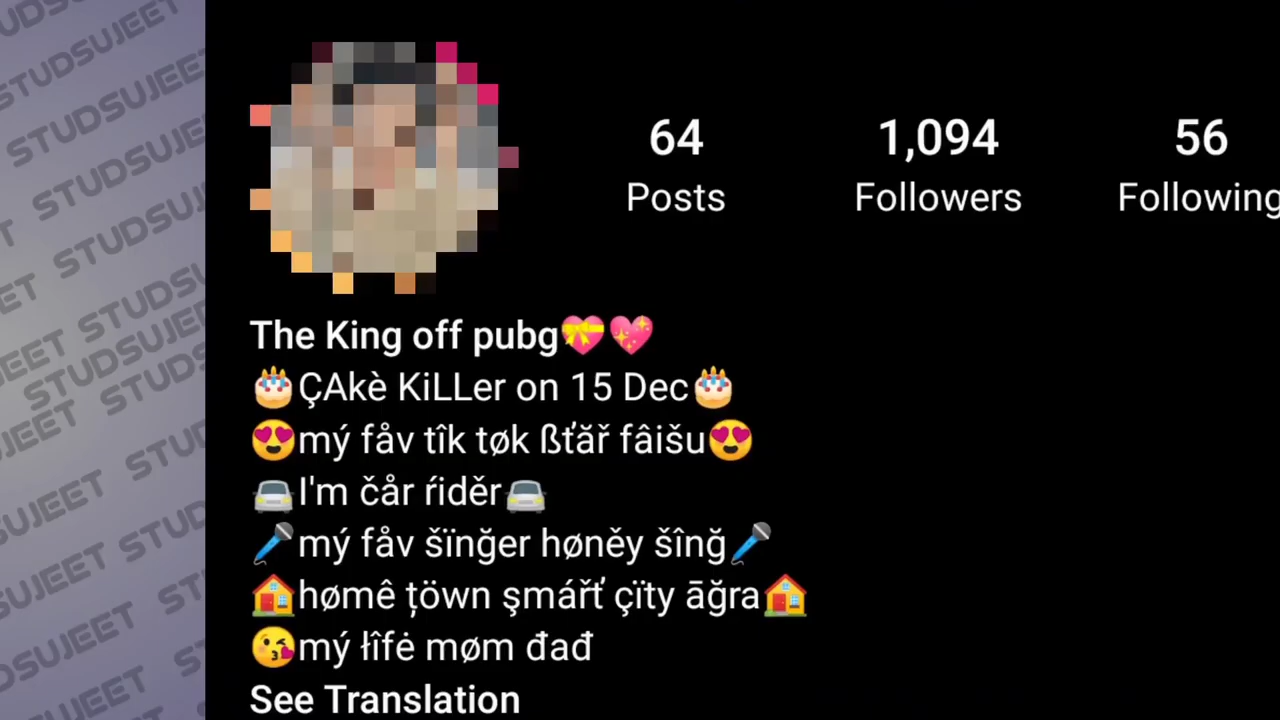 STUDSUJEET
64
Posts
1,094
Followers
56
Following
The King off pubg💝💖
🎂ÇAkè KiLLer on 15 Dec🎂
😍mý fåv tîk tøk ßťăř fâišu😍
🚘I'm čår ŕiděr🚘
🎤mý fåv šïnğer høněy šînğ🎤
🏠hømê țöwn şmářť çïty āğra🏠
😘mý łîfė møm đađ
See Translation